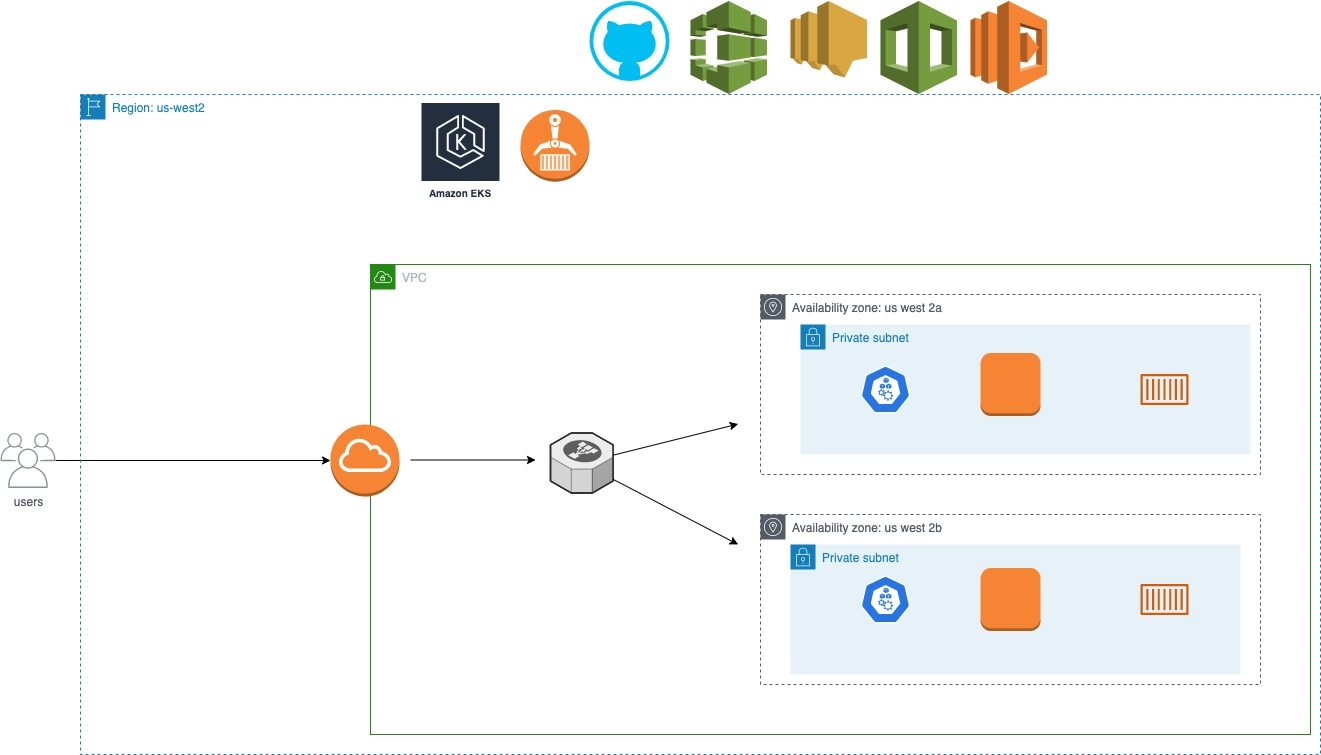 Region: us-west2
K
Amazon EKS
VPC
Availability zone: us west 2a
Private subnet
users
Availability zone: us west 2b
Private subnet